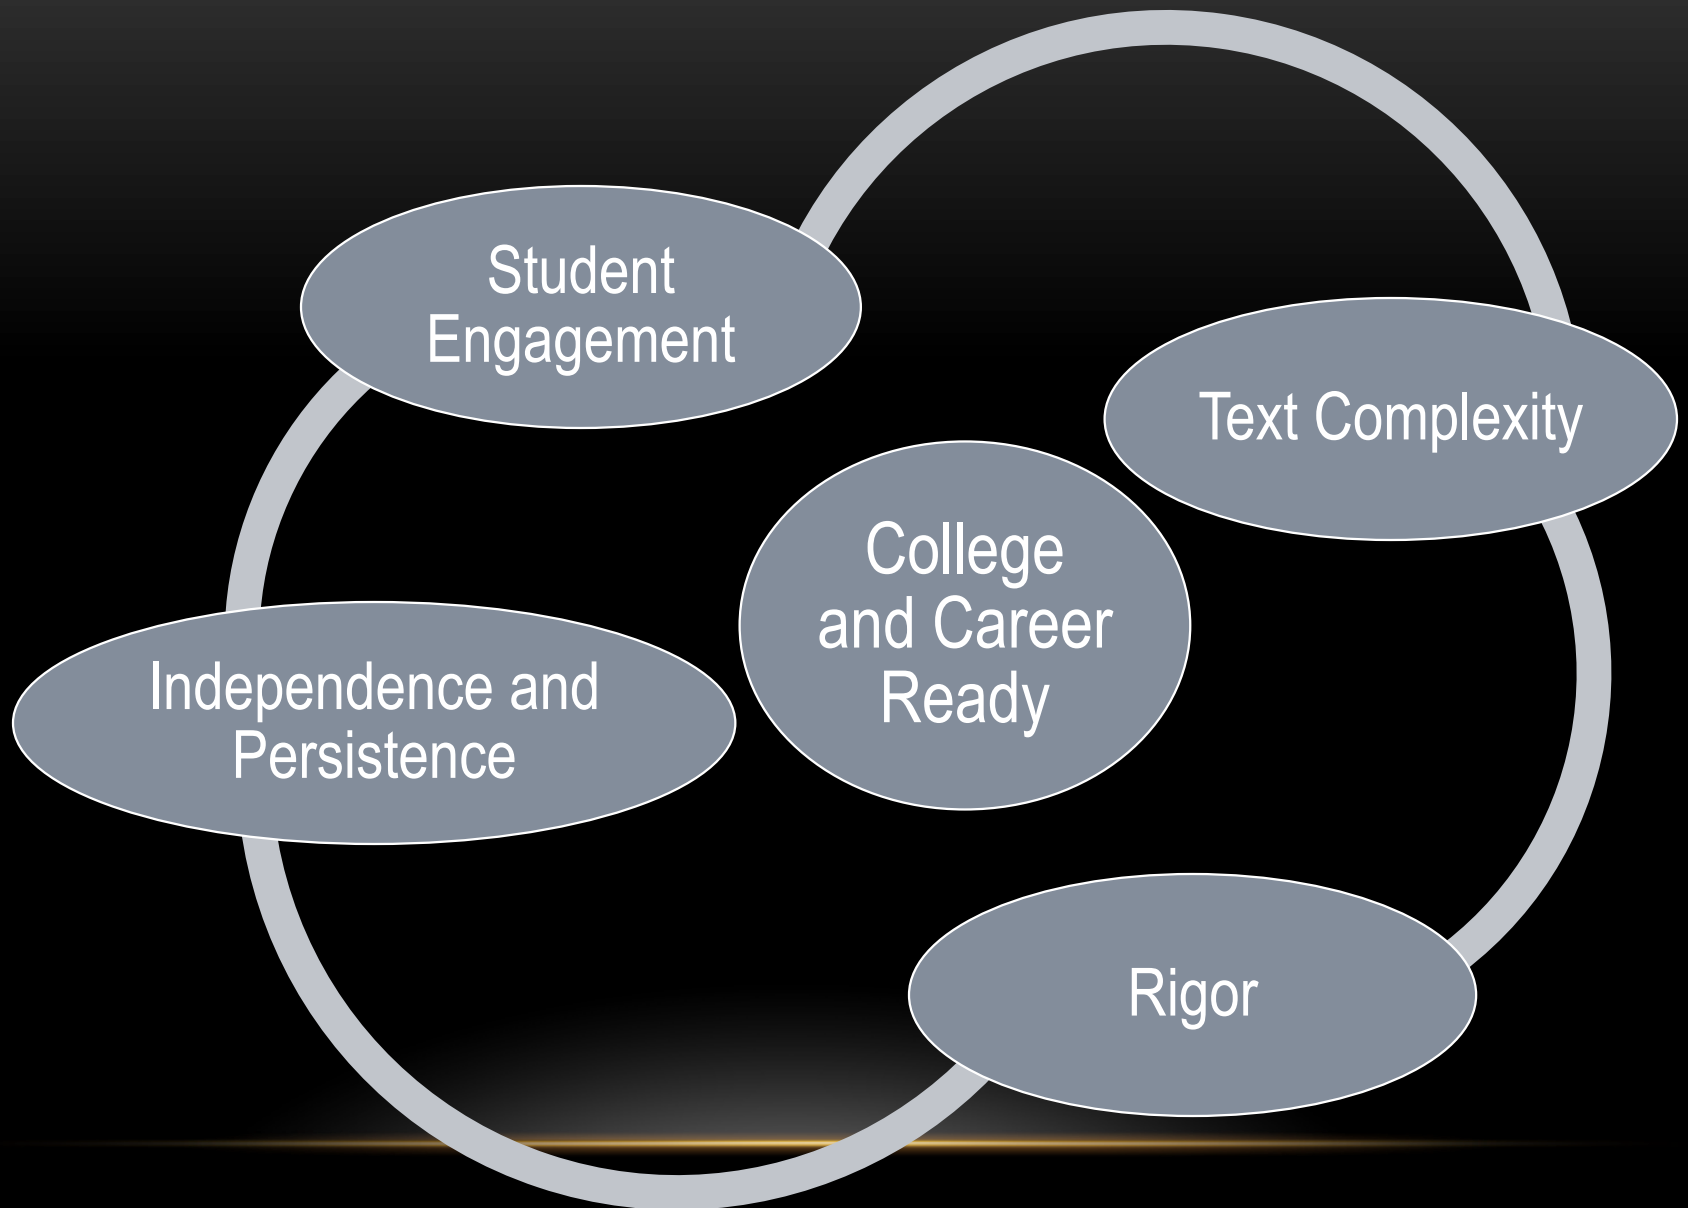 Student
Engagement
Text Complexity
College
and Career
Ready
Independence and
Persistence
Rigor